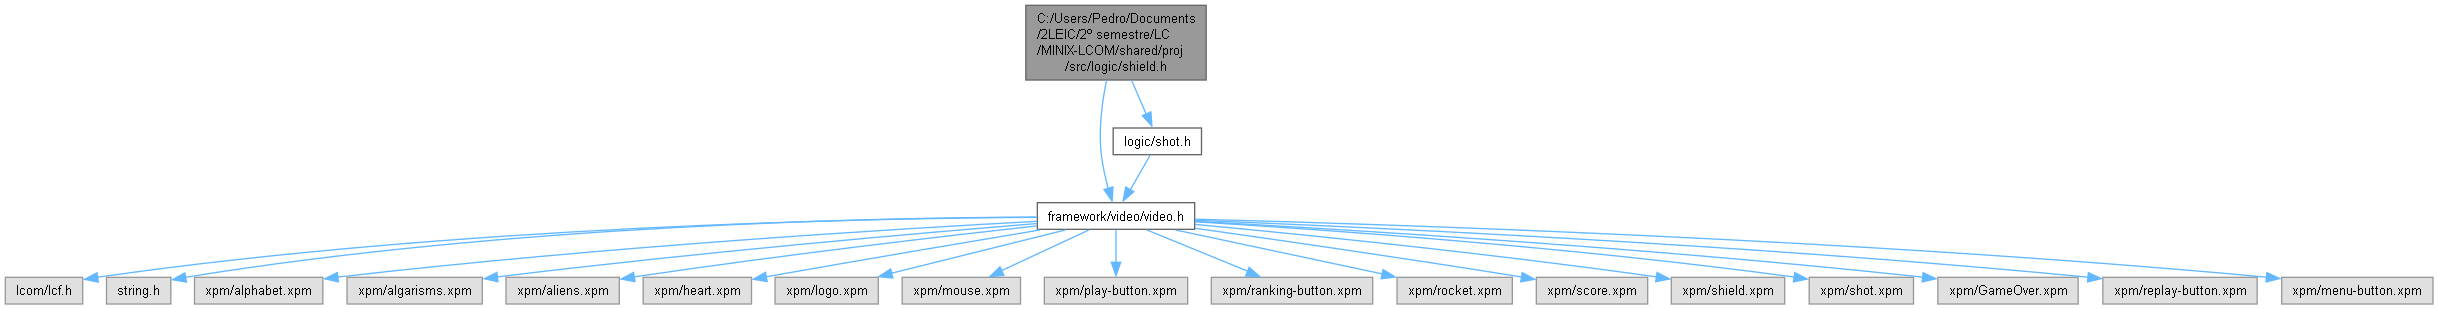 C:/Users/Pedro/Documents
/2LEIC/2º semestre/LC
/MINIX-LCOM/shared/proj
/src/logic/shield.h
logic/shot.h
framework/video/video.h
lcom/lcf.h
string.h
xpm/alphabet.xpm
xpm/algarisms.xpm
xpm/aliens.xpm
xpm/heart.xpm
xpm/logo.xpm
xpm/mouse.xpm
xpm/play-button.xpm
xpm/ranking-button.xpm
xpm/rocket.xpm
xpm/score.xpm
xpm/shield.xpm
xpm/shot.xpm
xpm/GameOver.xpm
xpm/replay-button.xpm
xpm/menu-button.xpm